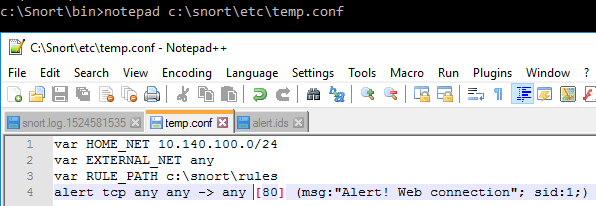 c:\Snort\bin>notepad c:\snort\etc\temp.conf
C:\Snort\etc\temp.conf - Notepad++
File Edit Search View Encoding Language Settings Tools Macro Run Plugins Window ?
snort.log.1524581535 temp.conf alert.ids
1 var HOME_NET 10.140.100.0/24
2 var EXTERNAL_NET any
3 var RULE_PATH c:\snort\rules
4 alert tcp any any -> any [80] (msg:"Alert! Web connection"; sid:1;)